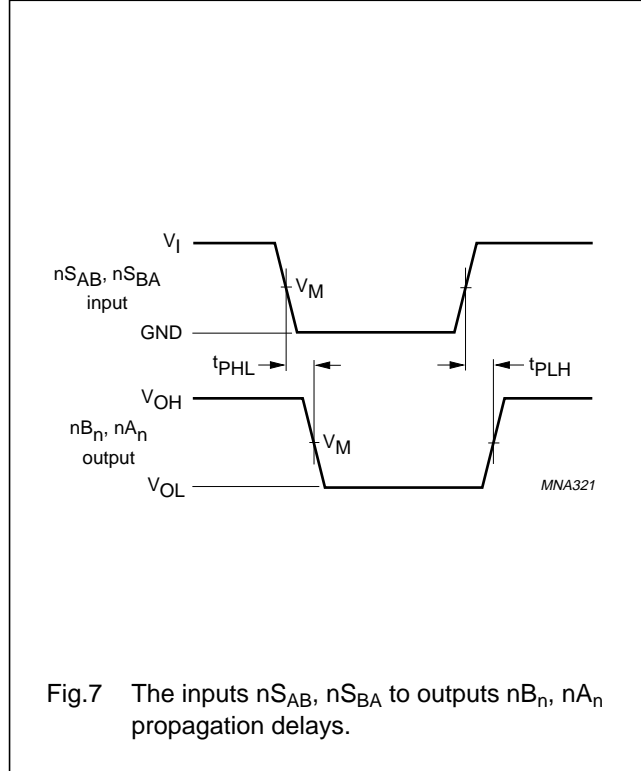 V_I
nS_AB, nS_BA
input
V_M
GND
t_PHL
t_PLH
V_OH
nB_n, nA_n
output
V_M
V_OL
MNA321
Fig.7 The inputs nS_AB, nS_BA to outputs nB_n, nA_n
propagation delays.